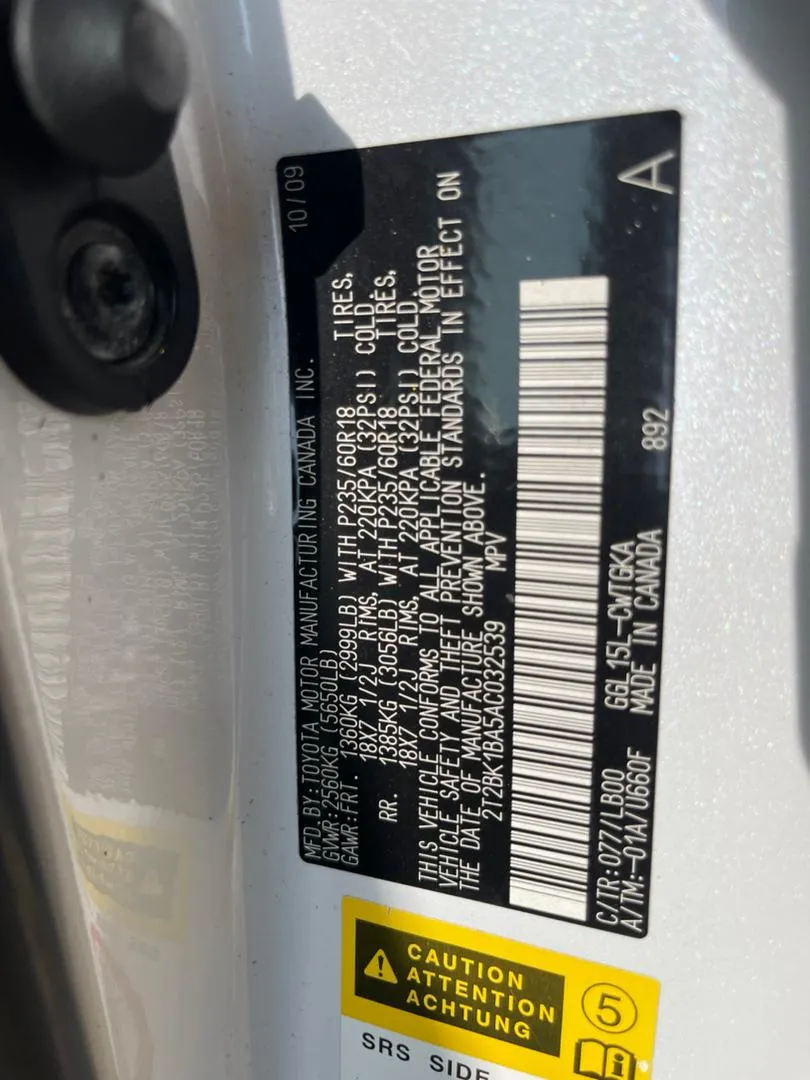 MFD. BY: TOYOTA MOTOR MANUFACTURING CANADA INC. 10/09
GVWR: 2560KG (5650LB)
GAWR: FRT. 1360KG (2999LB) WITH P235/60R18 TIRES,
18X7 1/2J RIMS, AT 220KPA (32PSI) COLD
RR. 1385KG (3056LB) WITH P235/60R18 TIRES,
18X7 1/2J RIMS, AT 220KPA (32PSI) COLD.
THIS VEHICLE CONFORMS TO ALL APPLICABLE FEDERAL MOTOR
VEHICLE SAFETY AND THEFT PREVENTION STANDARDS IN EFFECT ON
THE DATE OF MANUFACTURE SHOWN ABOVE.
2T2BK1BA5AC032539 MPV
A
C/TR: 077/LB00 GGL15L-CWTGKA 892
A/TM:-01A/U660F MADE IN CANADA
CAUTION
ATTENTION
ACHTUNG
5
i
SRS SIDE